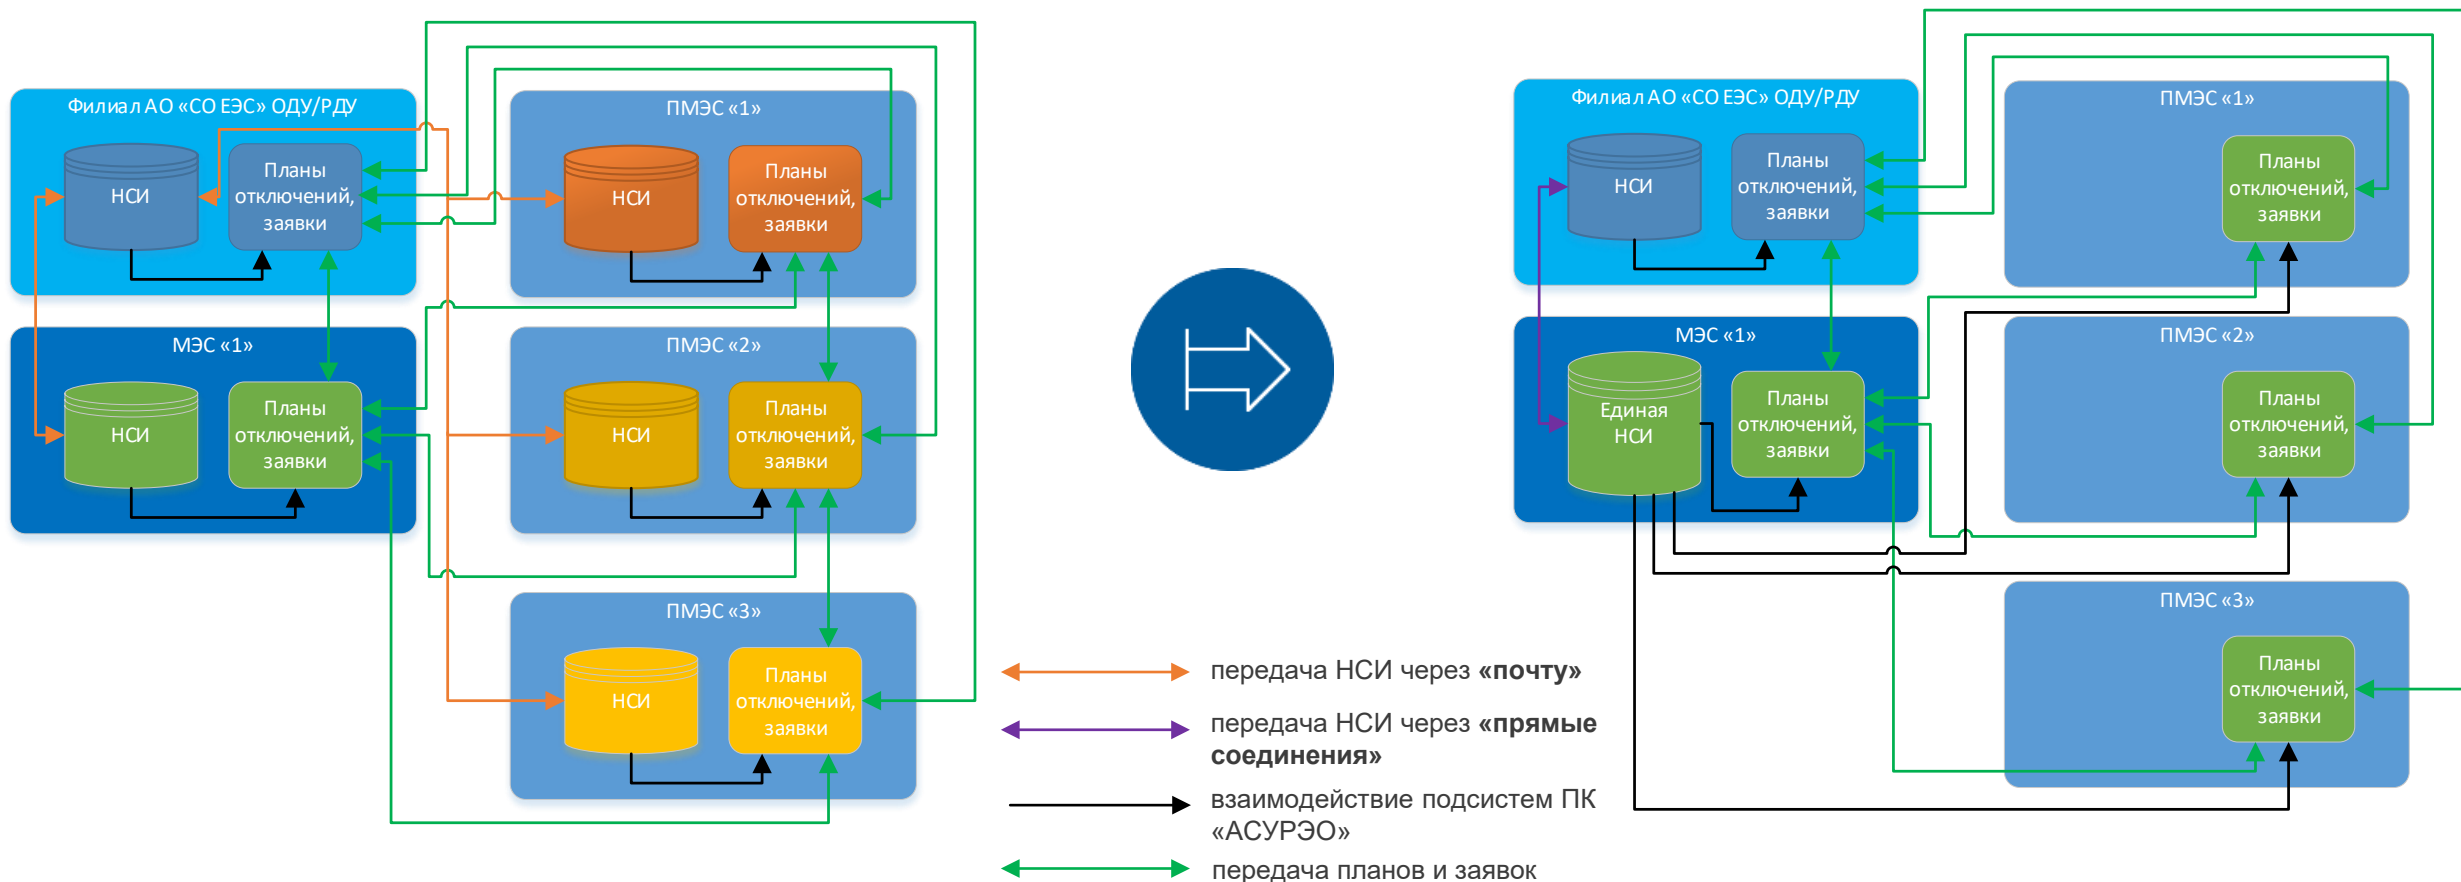 Филиал АО «СО ЕЭС» ОДУ/РДУ
НСИ
Планы
отключений,
заявки
ПМЭС «1»
НСИ
Планы
отключений,
заявки
МЭС «1»
НСИ
Планы
отключений,
заявки
ПМЭС «2»
НСИ
Планы
отключений,
заявки
ПМЭС «3»
НСИ
Планы
отключений,
заявки
передача НСИ через «почту»
передача НСИ через «прямые
соединения»
взаимодействие подсистем ПК
«АСУРЭО»
передача планов и заявок
Филиал АО «СО ЕЭС» ОДУ/РДУ
НСИ
Планы
отключений,
заявки
ПМЭС «1»
Планы
отключений,
заявки
МЭС «1»
Единая
НСИ
Планы
отключений,
заявки
ПМЭС «2»
Планы
отключений,
заявки
ПМЭС «3»
Планы
отключений,
заявки